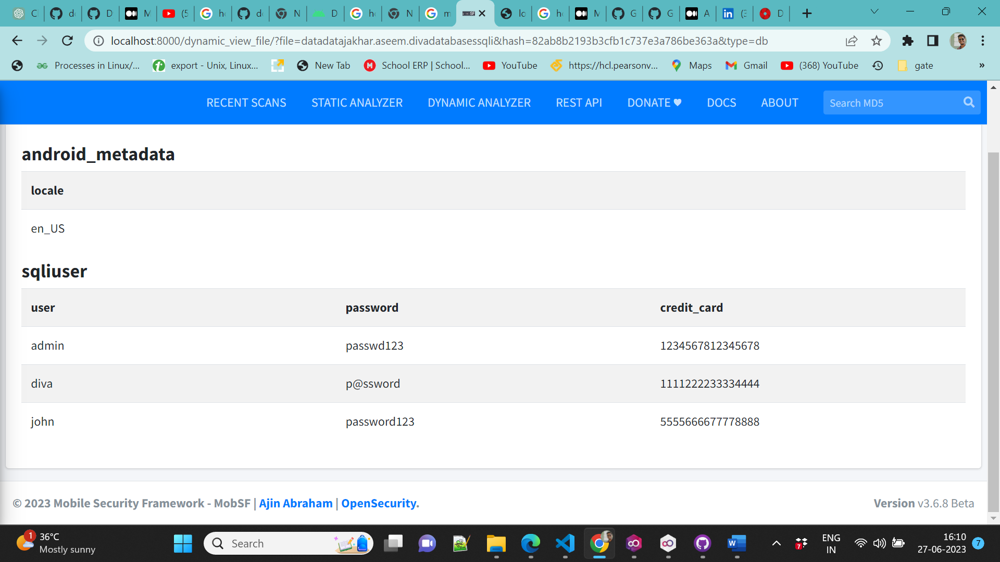 localhost:8000/dynamic_view_file/?file=datadatajakhar.aseem.divadatabasessqli&hash=82ab8b2193b3cfb1c737e3a786be363a&type=db
Processes in Linux/... export - Unix, Linux... New Tab School ERP | School... YouTube https://hcl.pearsonv... Maps Gmail (368) YouTube gate »
RECENT SCANS STATIC ANALYZER DYNAMIC ANALYZER REST API DONATE ♥ DOCS ABOUT Search MD5
android_metadata
locale
en_US
sqliuser
user password credit_card
admin passwd123 1234567812345678
diva p@ssword 1111222233334444
john password123 5555666677778888
© 2023 Mobile Security Framework - MobSF | Ajin Abraham | OpenSecurity. Version v3.6.8 Beta
1 36°C
Mostly sunny
Search
7
ENG
IN
16:10
27-06-2023
7